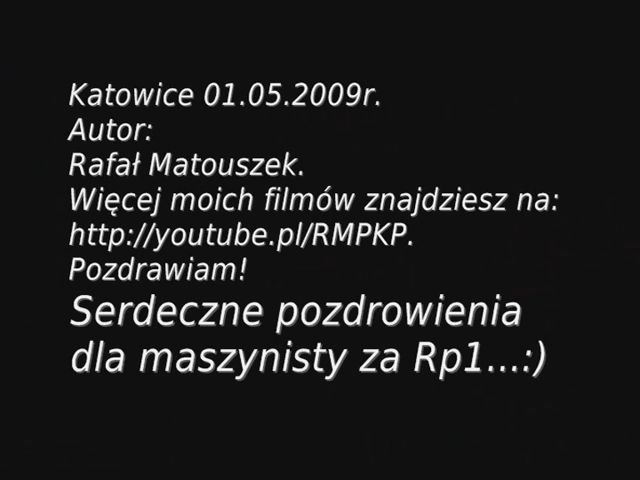 Katowice 01.05.2009r.
Autor:
Rafał Matouszek.
Więcej moich filmów znajdziesz na:
http://youtube.pl/RMPKP.
Pozdrawiam!
Serdeczne pozdrowienia
dla maszynisty za Rp1...:)